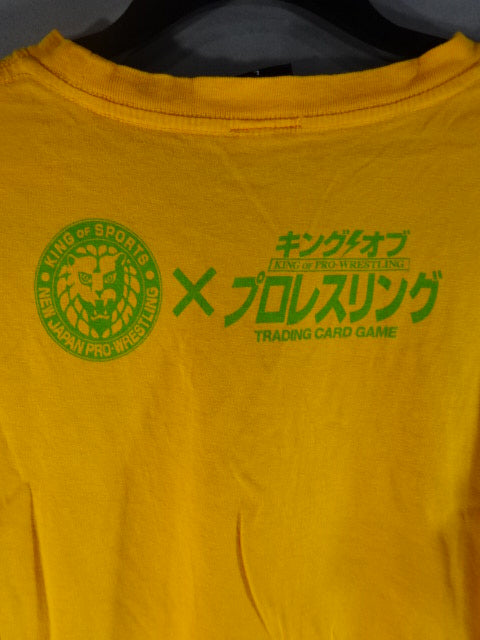 KING OF SPORTS
NEW JAPAN PRO-WRESTLING
×
キング オブ
KING OF PRO-WRESTLING
プロレスリング
TRADING CARD GAME